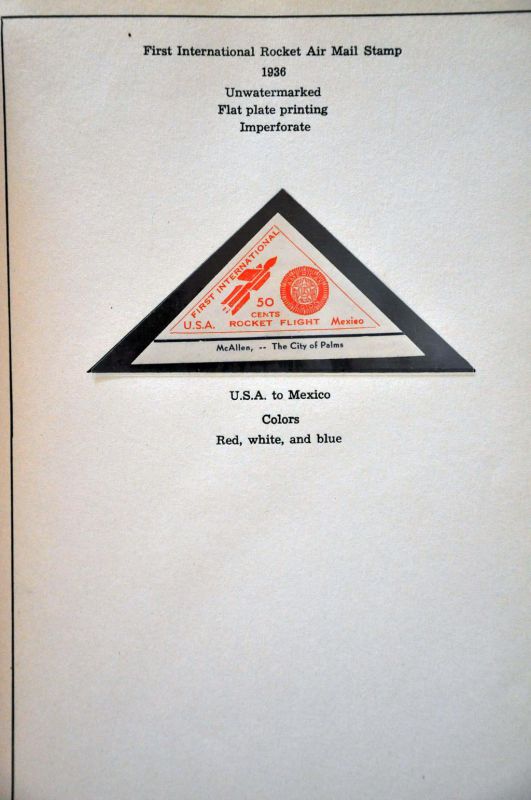 First International Rocket Air Mail Stamp
1936
Unwatermarked
Flat plate printing
Imperforate
FIRST INTERNATIONAL
50
CENTS
U.S.A. ROCKET FLIGHT Mexico
McAllen, -- The City of Palms
U.S.A. to Mexico
Colors
Red, white, and blue